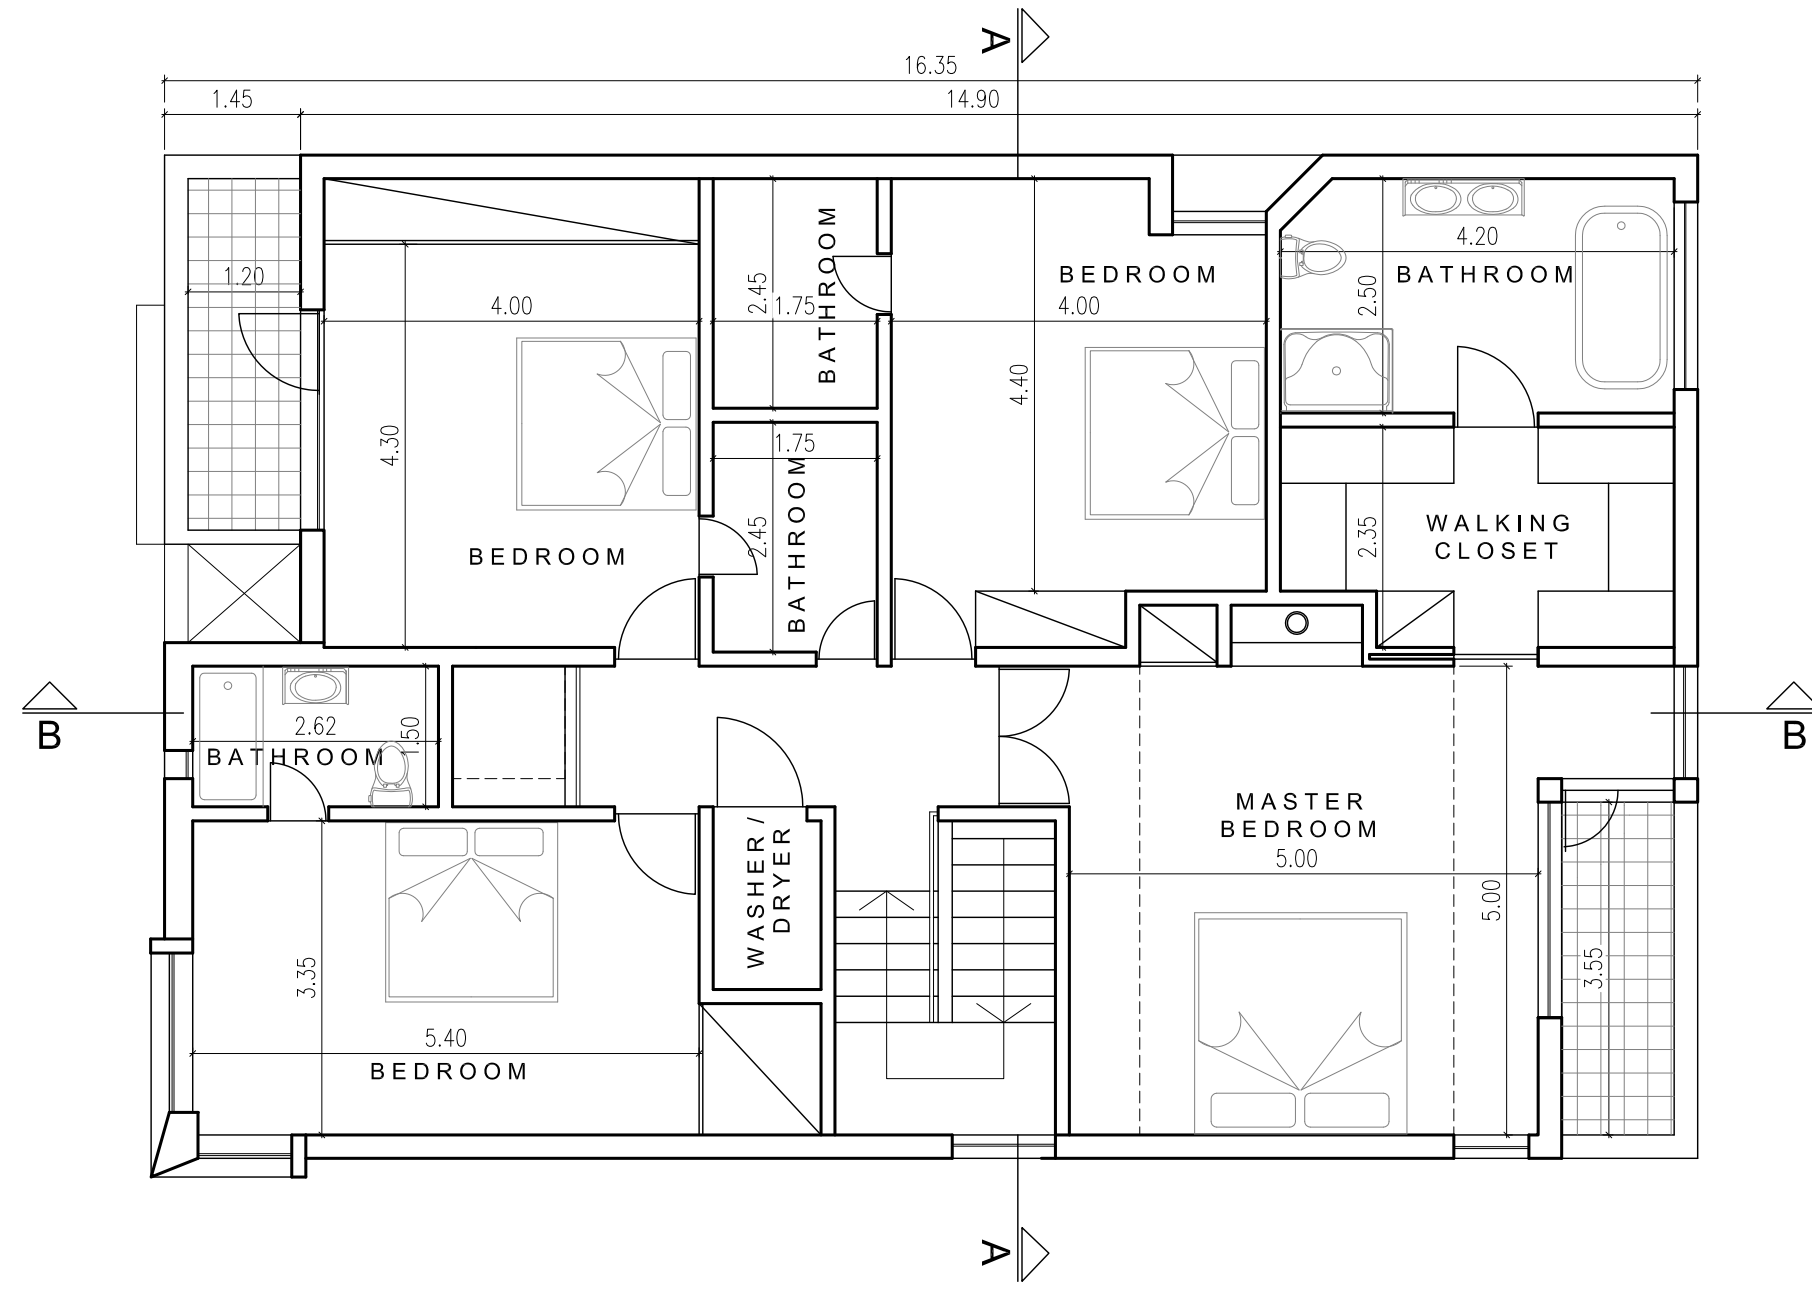 A
16.35
1.45
14.90
1.20
4.00
2.45
1.75
BATHROOM
BEDROOM
4.00
4.20
BATHROOM
2.50
4.30
4.40
1.75
2.45
BATHROOM
BEDROOM
2.35
WALKING
CLOSET
B
2.62
BATHROOM
1.50
B
WASHER /
DRYER
MASTER
BEDROOM
5.00
5.00
3.55
3.35
5.40
BEDROOM
A